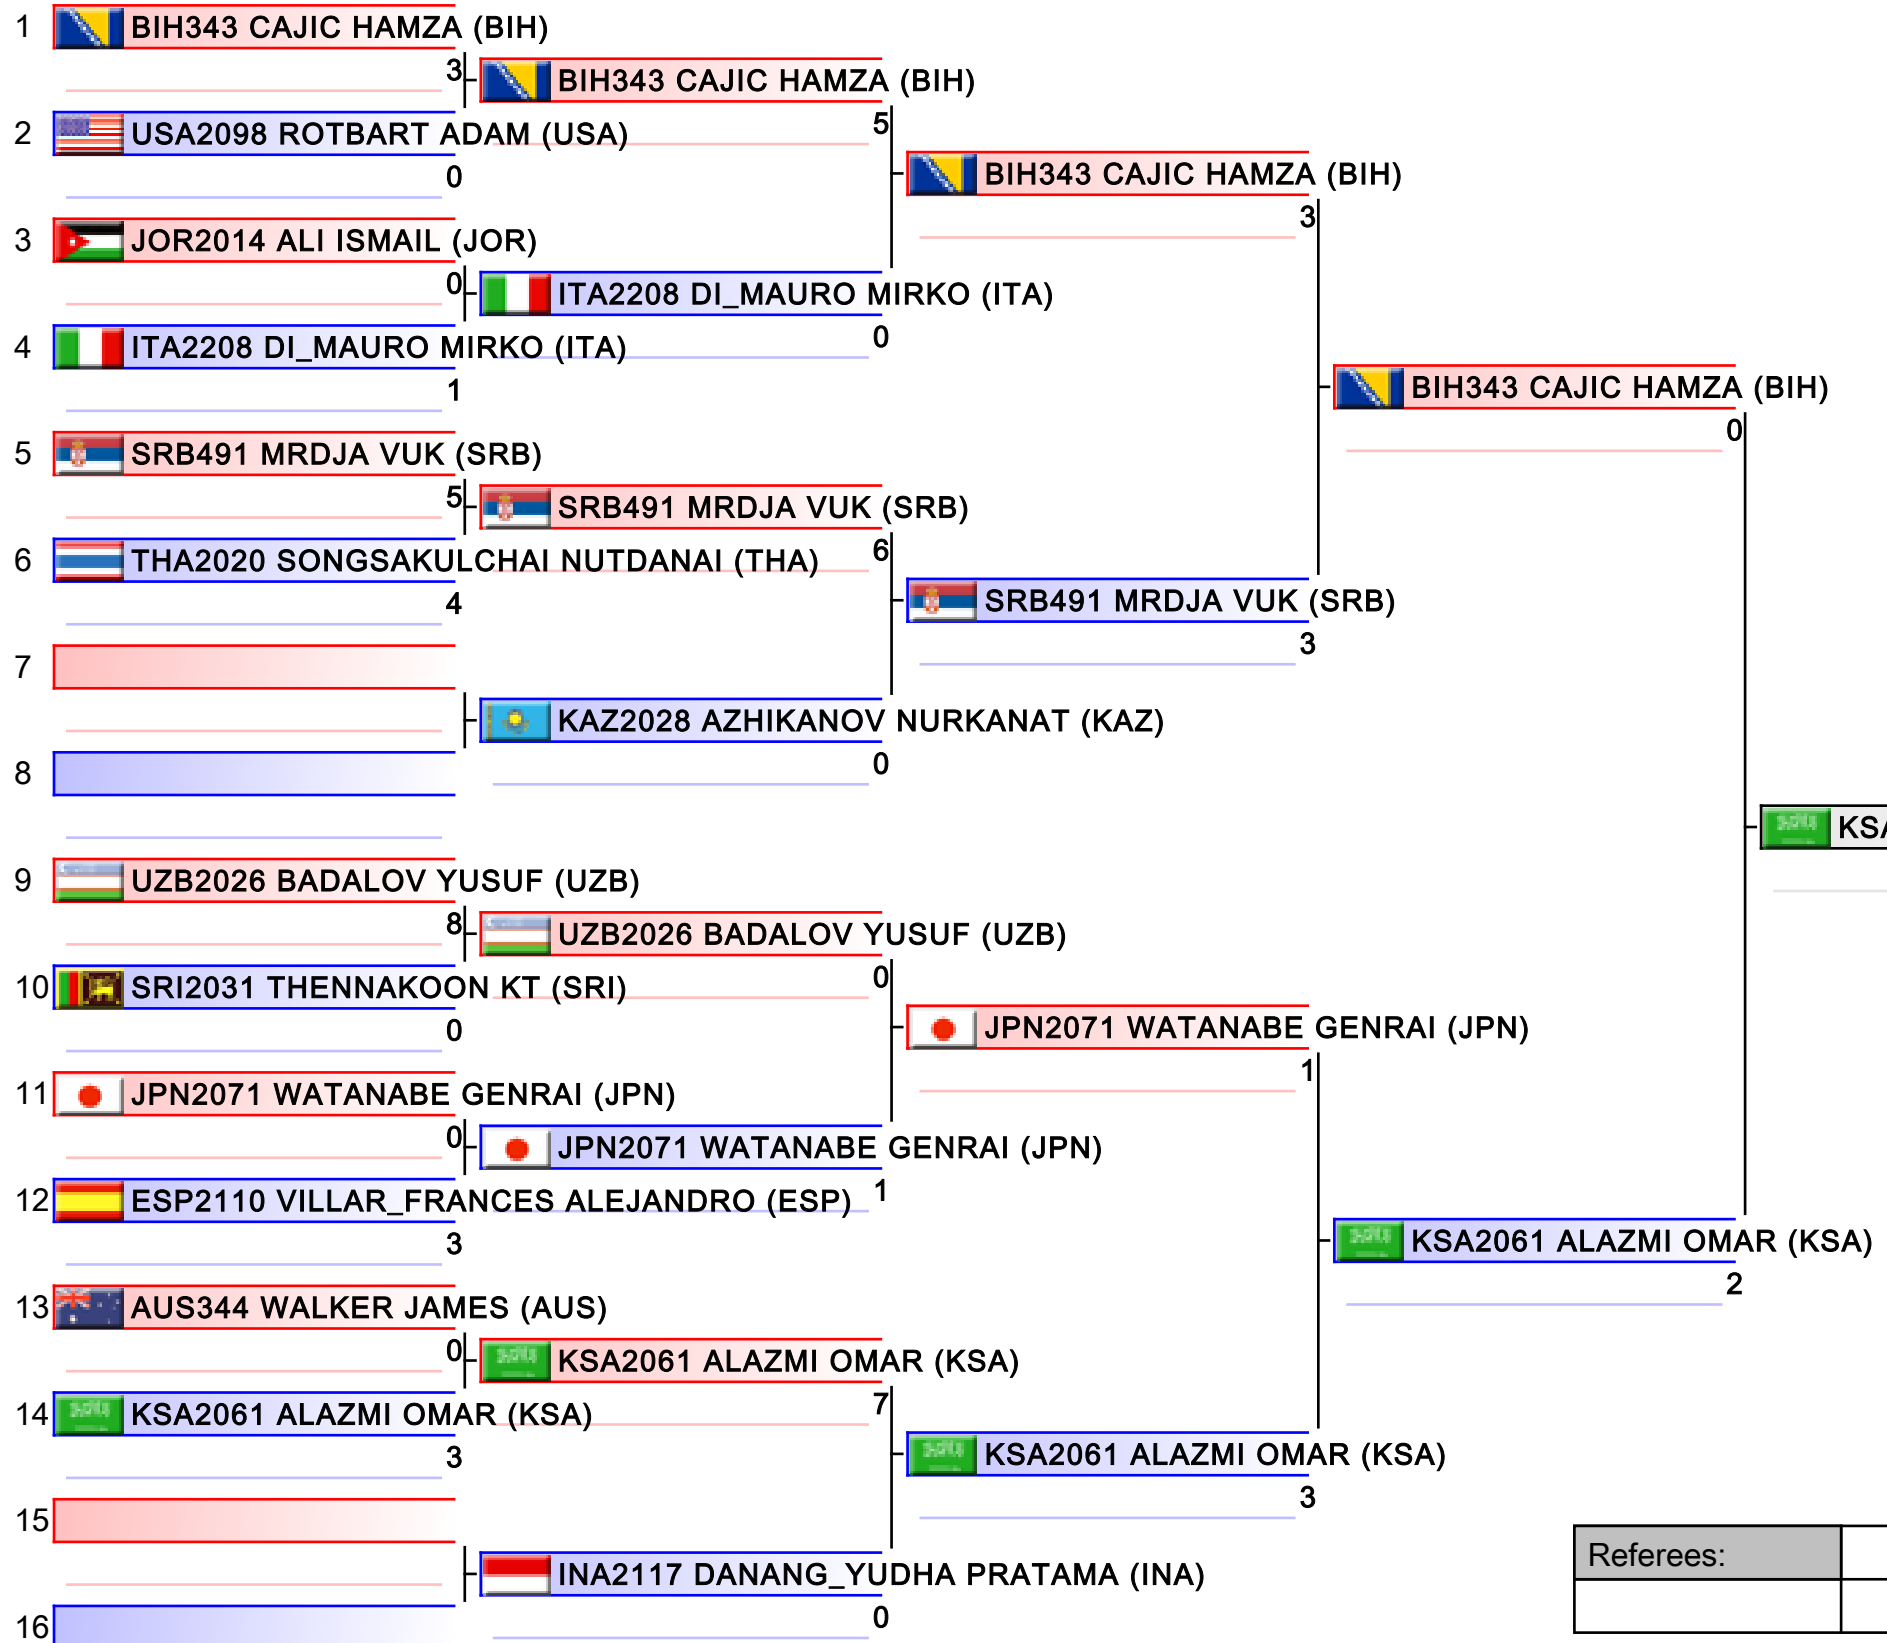 1 BIH343 CAJIC HAMZA (BIH)
3
BIH343 CAJIC HAMZA (BIH)
5
2 USA2098 ROTBART ADAM (USA)
0
BIH343 CAJIC HAMZA (BIH)
3
3 JOR2014 ALI ISMAIL (JOR)
0
ITA2208 DI_MAURO MIRKO (ITA)
0
4 ITA2208 DI_MAURO MIRKO (ITA)
1
BIH343 CAJIC HAMZA (BIH)
0
5 SRB491 MRDJA VUK (SRB)
5
SRB491 MRDJA VUK (SRB)
6
6 THA2020 SONGSAKULCHAI NUTDANAI (THA)
4
SRB491 MRDJA VUK (SRB)
3
7
KAZ2028 AZHIKANOV NURKANAT (KAZ)
0
8
KSA
9 UZB2026 BADALOV YUSUF (UZB)
8
UZB2026 BADALOV YUSUF (UZB)
0
10 SRI2031 THENNAKOON KT (SRI)
0
JPN2071 WATANABE GENRAI (JPN)
1
11 JPN2071 WATANABE GENRAI (JPN)
0
JPN2071 WATANABE GENRAI (JPN)
1
12 ESP2110 VILLAR_FRANCES ALEJANDRO (ESP)
3
KSA2061 ALAZMI OMAR (KSA)
2
13 AUS344 WALKER JAMES (AUS)
0
KSA2061 ALAZMI OMAR (KSA)
7
14 KSA2061 ALAZMI OMAR (KSA)
3
KSA2061 ALAZMI OMAR (KSA)
3
15
INA2117 DANANG_YUDHA PRATAMA (INA)
0
16
Referees: